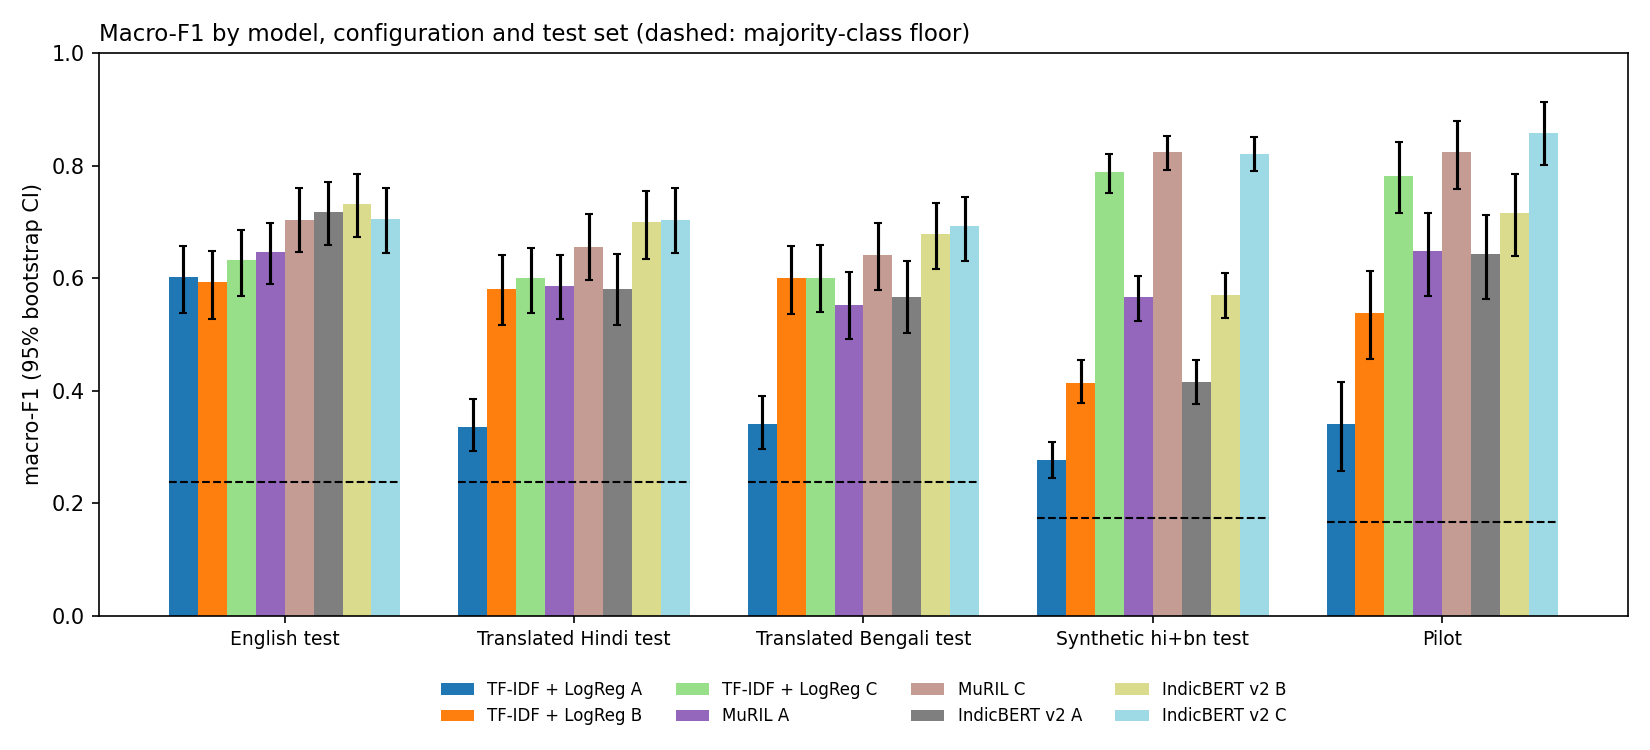 Macro-F1 by model, configuration and test set (dashed: majority-class floor)
macro-F1 (95% bootstrap CI)
1.0
0.8
0.6
0.4
0.2
0.0
English test
Translated Hindi test
Translated Bengali test
Synthetic hi+bn test
Pilot
TF-IDF + LogReg A
TF-IDF + LogReg B
TF-IDF + LogReg C
MuRIL A
MuRIL C
IndicBERT v2 A
IndicBERT v2 B
IndicBERT v2 C